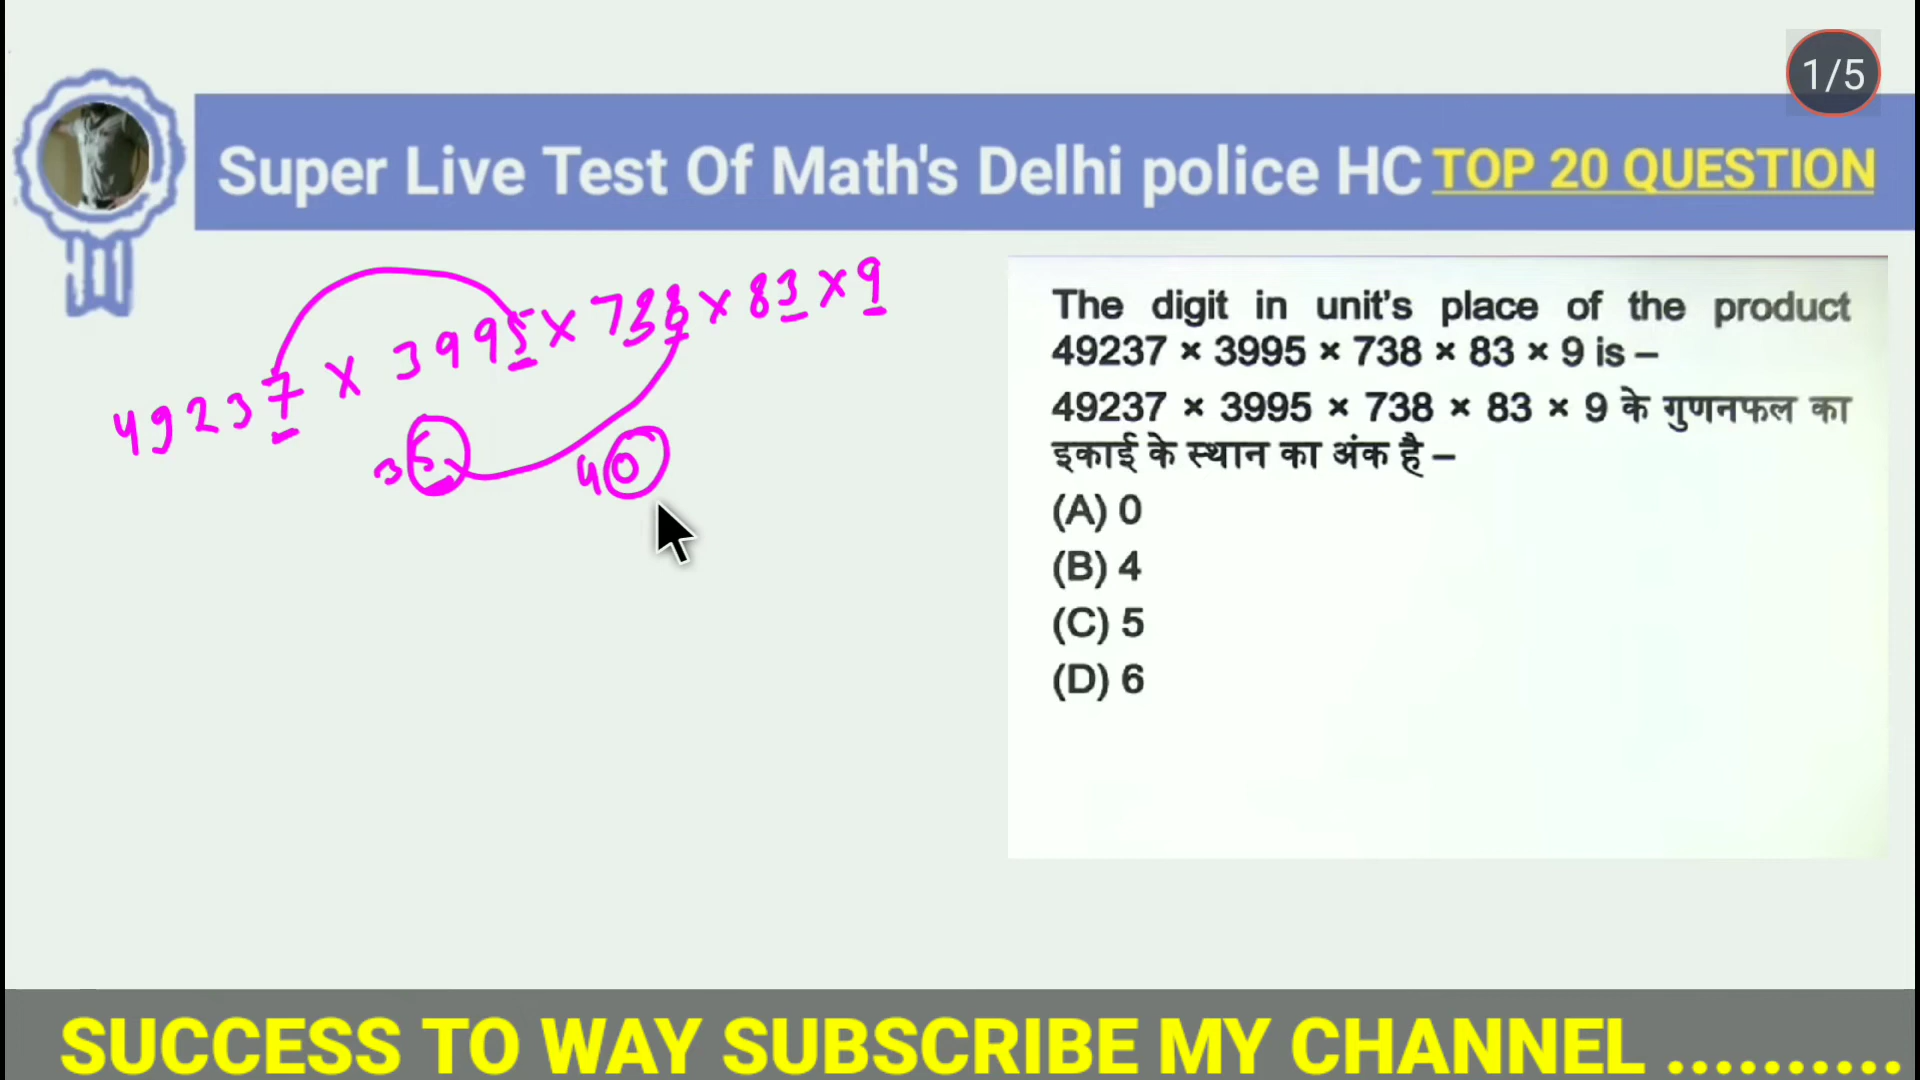 1/5
Super Live Test Of Math's Delhi police HC TOP 20 QUESTION
49237 × 3995 × 738 × 83 × 9
35 40
The digit in unit's place of the product
49237 × 3995 × 738 × 83 × 9 is –
49237 × 3995 × 738 × 83 × 9 के गुणनफल का
इकाई के स्थान का अंक है –
(A) 0
(B) 4
(C) 5
(D) 6
SUCCESS TO WAY SUBSCRIBE MY CHANNEL ..........